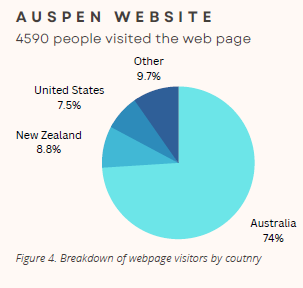 AUSPEN WEBSITE
4590 people visited the web page
Other
9.7%
United States
7.5%
New Zealand
8.8%
Australia
74%
Figure 4. Breakdown of webpage visitors by coutnry